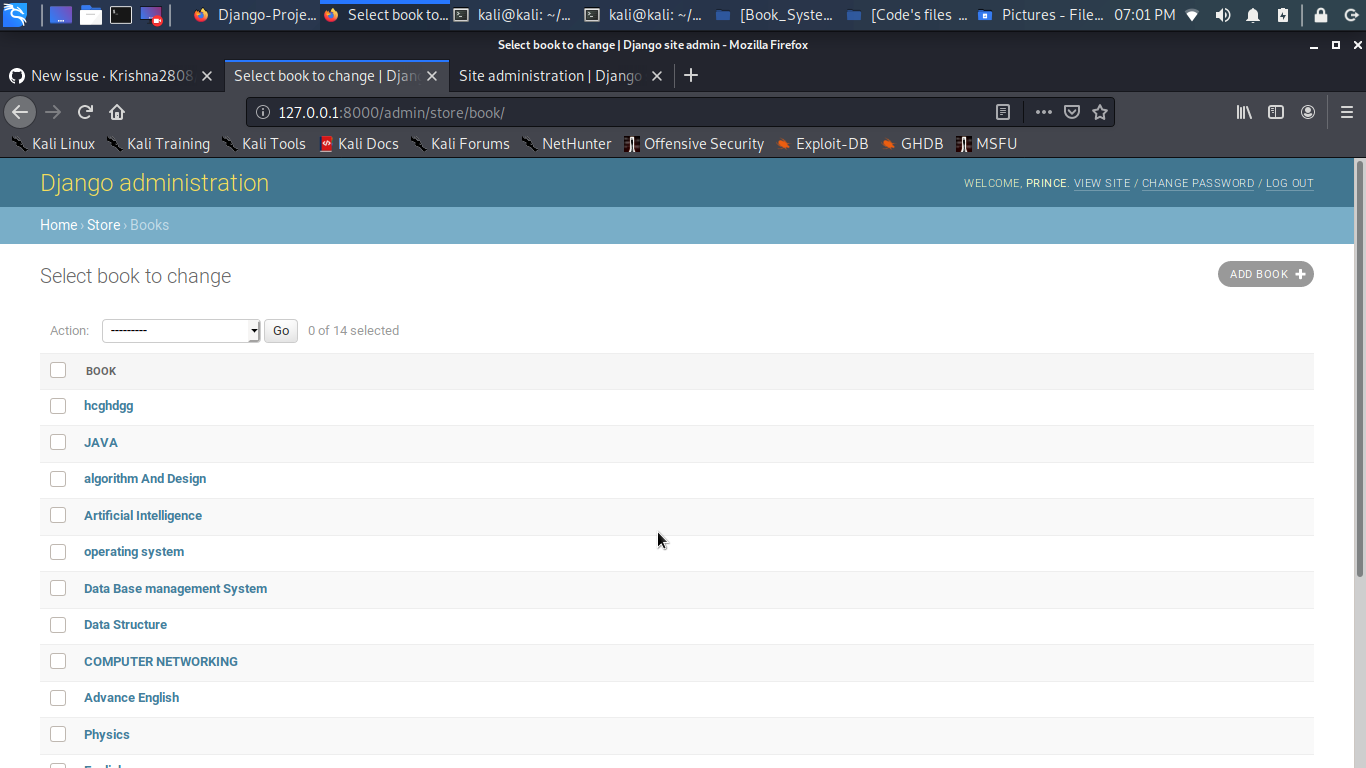 Django-Proje... Select book to... kali@kali: ~/... kali@kali: ~/... [Book_Syste... [Code's files ... Pictures - File... 07:01 PM
Select book to change | Django site admin - Mozilla Firefox
New Issue · Krishna2808 Select book to change | Djan Site administration | Django
127.0.0.1:8000/admin/store/book/
Kali Linux Kali Training Kali Tools Kali Docs Kali Forums NetHunter Offensive Security Exploit-DB GHDB MSFU
Django administration WELCOME, PRINCE. VIEW SITE / CHANGE PASSWORD / LOG OUT
Home › Store › Books
Select book to change ADD BOOK
Action: --------- Go 0 of 14 selected
BOOK
hcghdgg
JAVA
algorithm And Design
Artificial Intelligence
operating system
Data Base management System
Data Structure
COMPUTER NETWORKING
Advance English
Physics